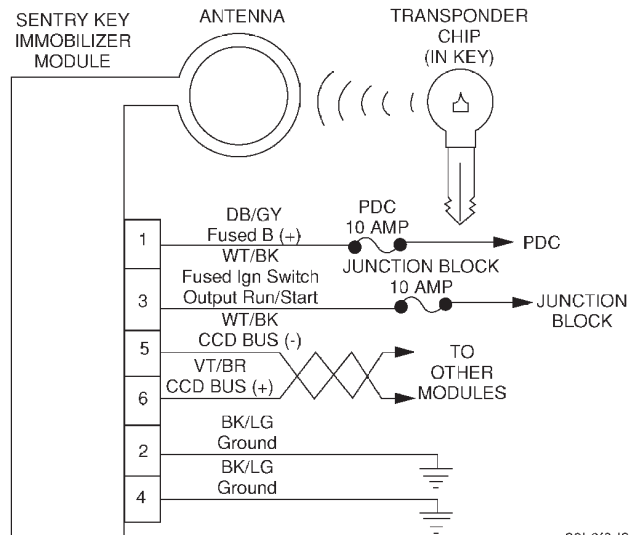 SENTRY KEY
IMMOBILIZER
MODULE
ANTENNA
TRANSPONDER
CHIP
(IN KEY)
1
DB/GY
Fused B (+)
PDC
10 AMP
PDC
3
WT/BK
Fused Ign Switch
Output Run/Start
JUNCTION BLOCK
10 AMP
JUNCTION
BLOCK
5
WT/BK
CCD BUS (-)
6
VT/BR
CCD BUS (+)
TO
OTHER
MODULES
2
BK/LG
Ground
4
BK/LG
Ground